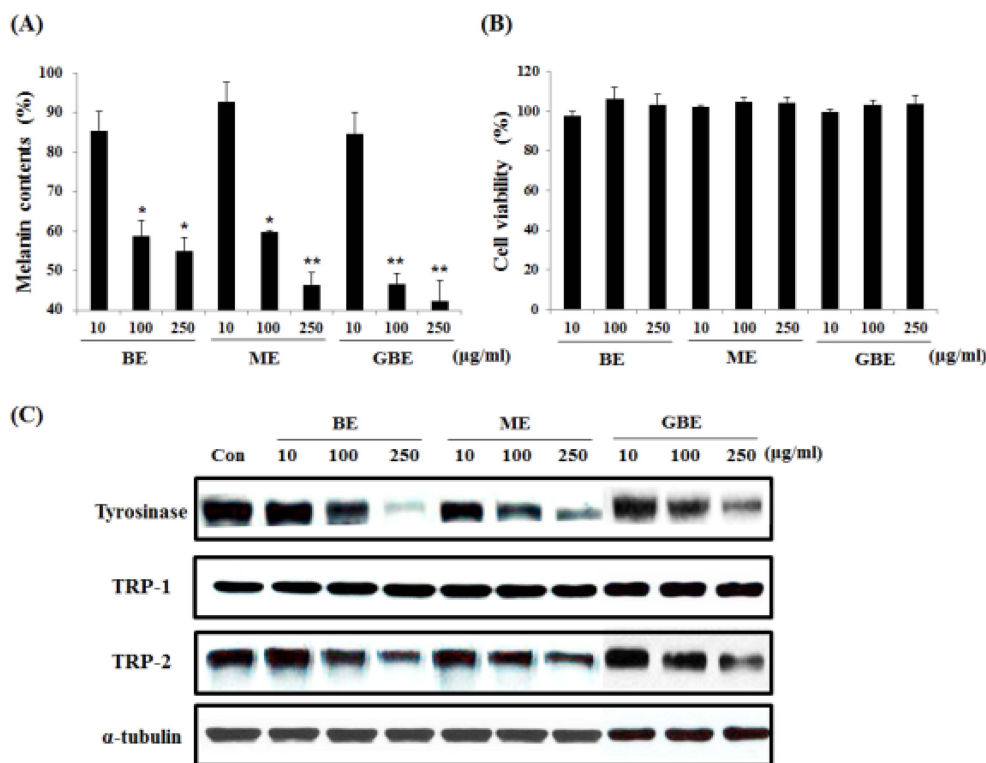 (A)
Melanin contents (%)
100
90
80
70
60
50
40
*
*
*
**
**
**
10 100 250 10 100 250 10 100 250
BE ME GBE (μg/ml)
(B)
Cell viability (%)
120
100
80
60
40
20
0
10 100 250 10 100 250 10 100 250
BE ME GBE (μg/ml)
(C)
BE ME GBE
Con 10 100 250 10 100 250 10 100 250 (μg/ml)
Tyrosinase
TRP-1
TRP-2
α-tubulin